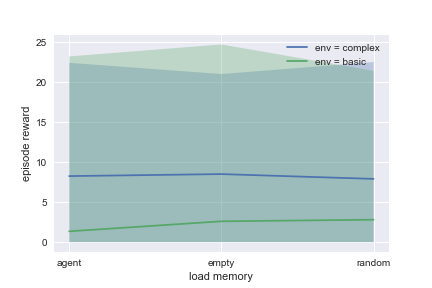 25
20
15
10
5
0
episode reward
env = complex
env = basic
agent
empty
random
load memory